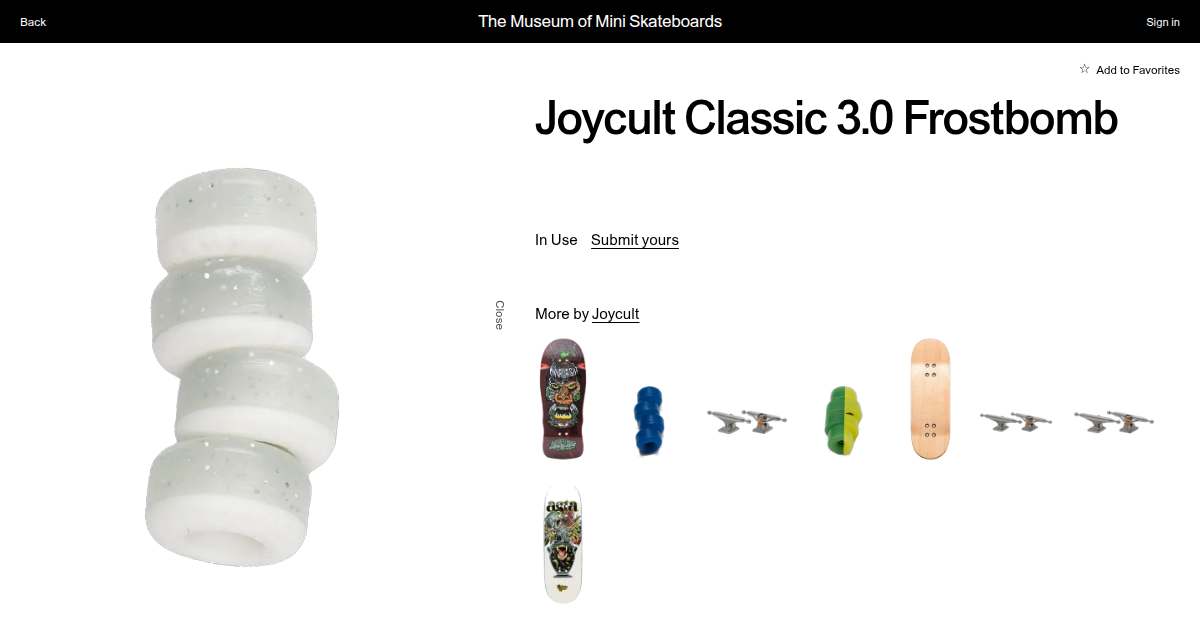 Back
The Museum of Mini Skateboards
Sign in
☆ Add to Favorites
Joycult Classic 3.0 Frostbomb
In Use Submit yours
Close
More by Joycult